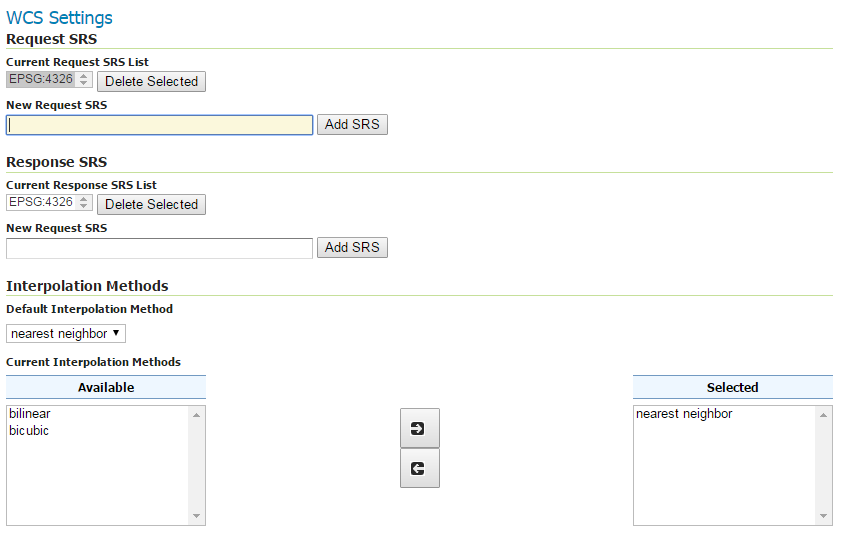 WCS Settings
Request SRS
Current Request SRS List
EPSG:4326 Delete Selected
New Request SRS
Add SRS
Response SRS
Current Response SRS List
EPSG:4326 Delete Selected
New Request SRS
Add SRS
Interpolation Methods
Default Interpolation Method
nearest neighbor
Current Interpolation Methods
Available Selected
bilinear nearest neighbor
bicubic